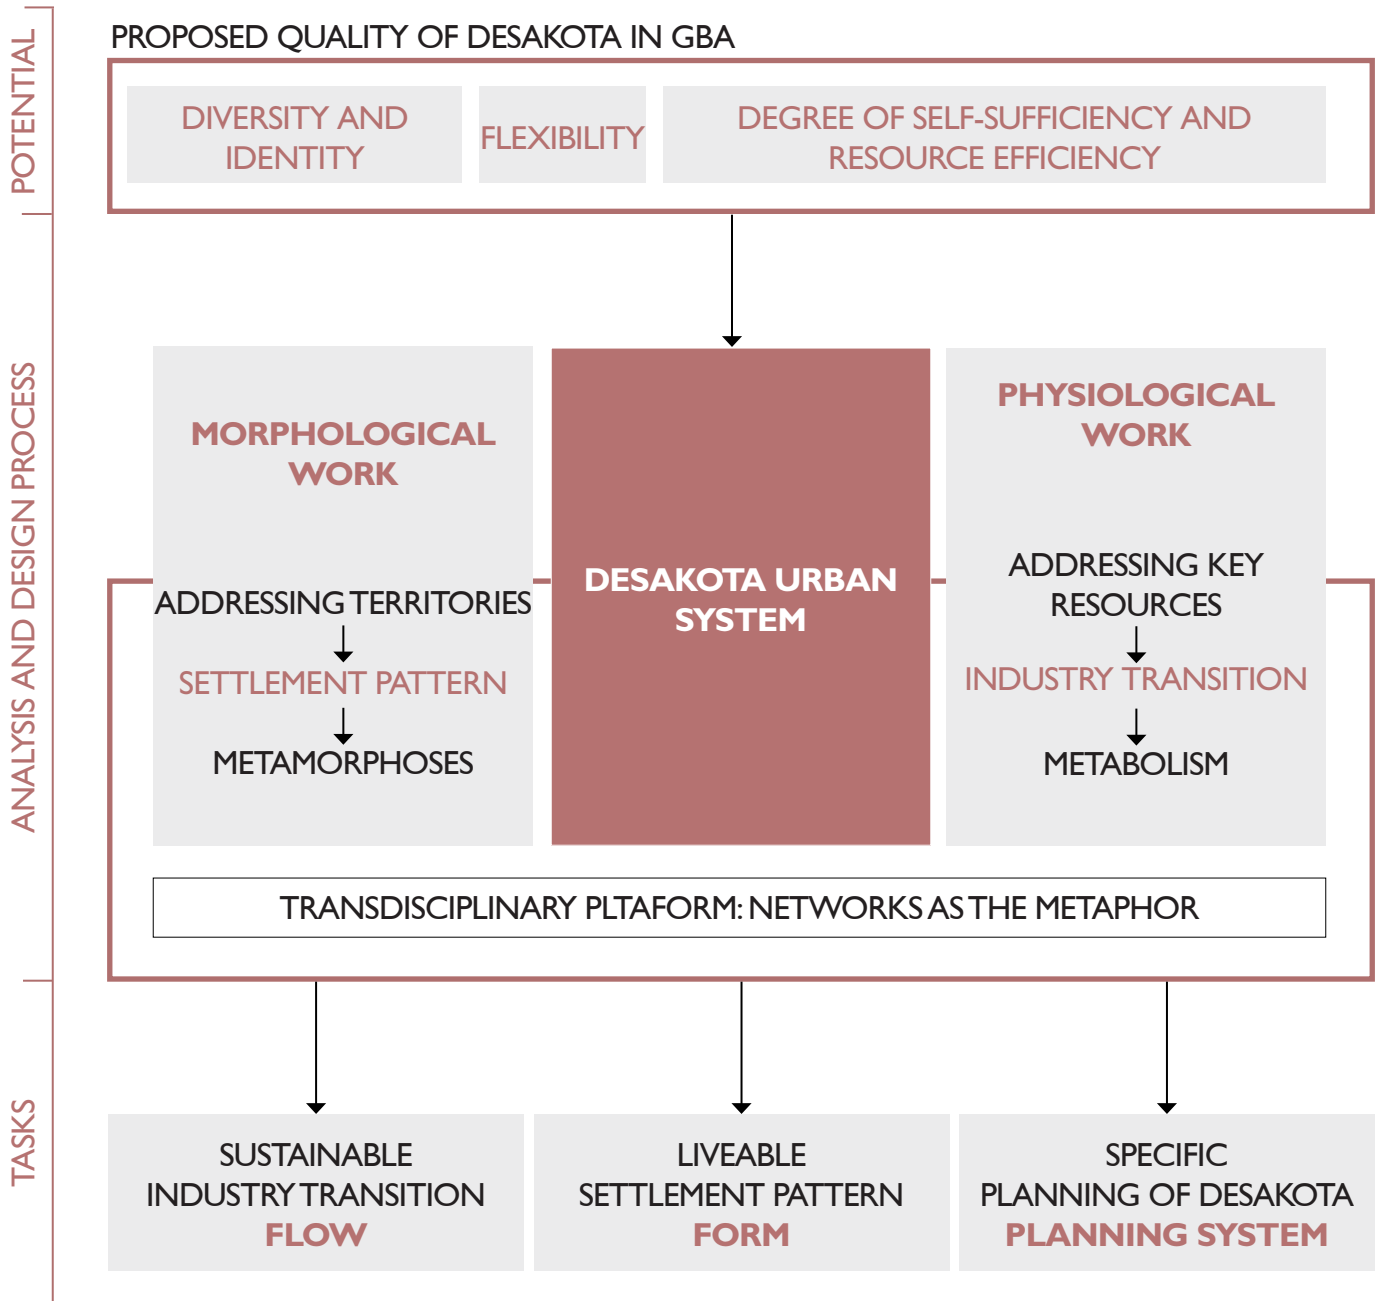 POTENTIAL
PROPOSED QUALITY OF DESAKOTA IN GBA
DIVERSITY AND
IDENTITY
FLEXIBILITY
DEGREE OF SELF-SUFFICIENCY AND
RESOURCE EFFICIENCY
ANALYSIS AND DESIGN PROCESS
MORPHOLOGICAL
WORK
ADDRESSING TERRITORIES
SETTLEMENT PATTERN
METAMORPHOSES
DESAKOTA URBAN
SYSTEM
PHYSIOLOGICAL
WORK
ADDRESSING KEY
RESOURCES
INDUSTRY TRANSITION
METABOLISM
TRANSDISCIPLINARY PLTAFORM: NETWORKS AS THE METAPHOR
TASKS
SUSTAINABLE
INDUSTRY TRANSITION
FLOW
LIVEABLE
SETTLEMENT PATTERN
FORM
SPECIFIC
PLANNING OF DESAKOTA
PLANNING SYSTEM